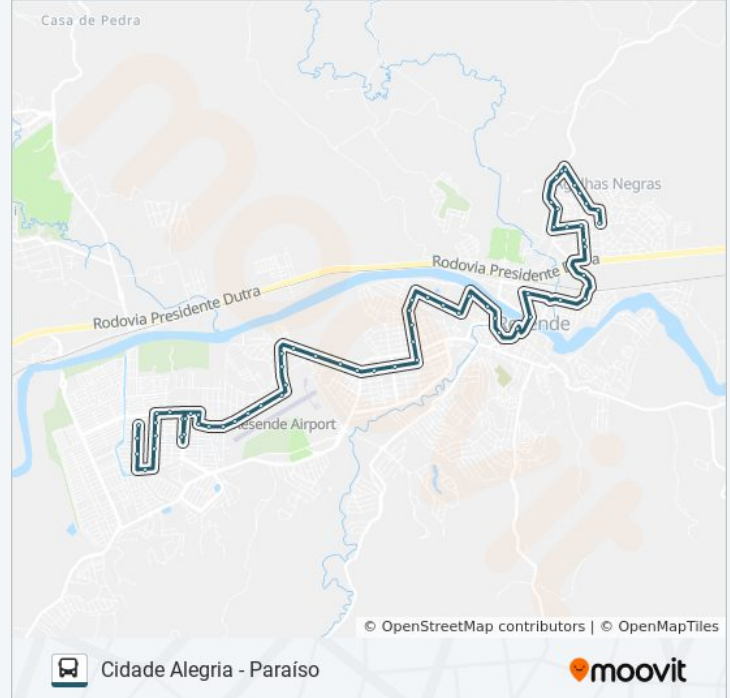 Casa de Pedra
Agulhas Negras
Rodovia Presidente Dutra
Rodovia Presidente Dutra
Resende
Resende Airport
moovit
© OpenStreetMap contributors | © OpenMapTiles
Cidade Alegria - Paraíso
moovit